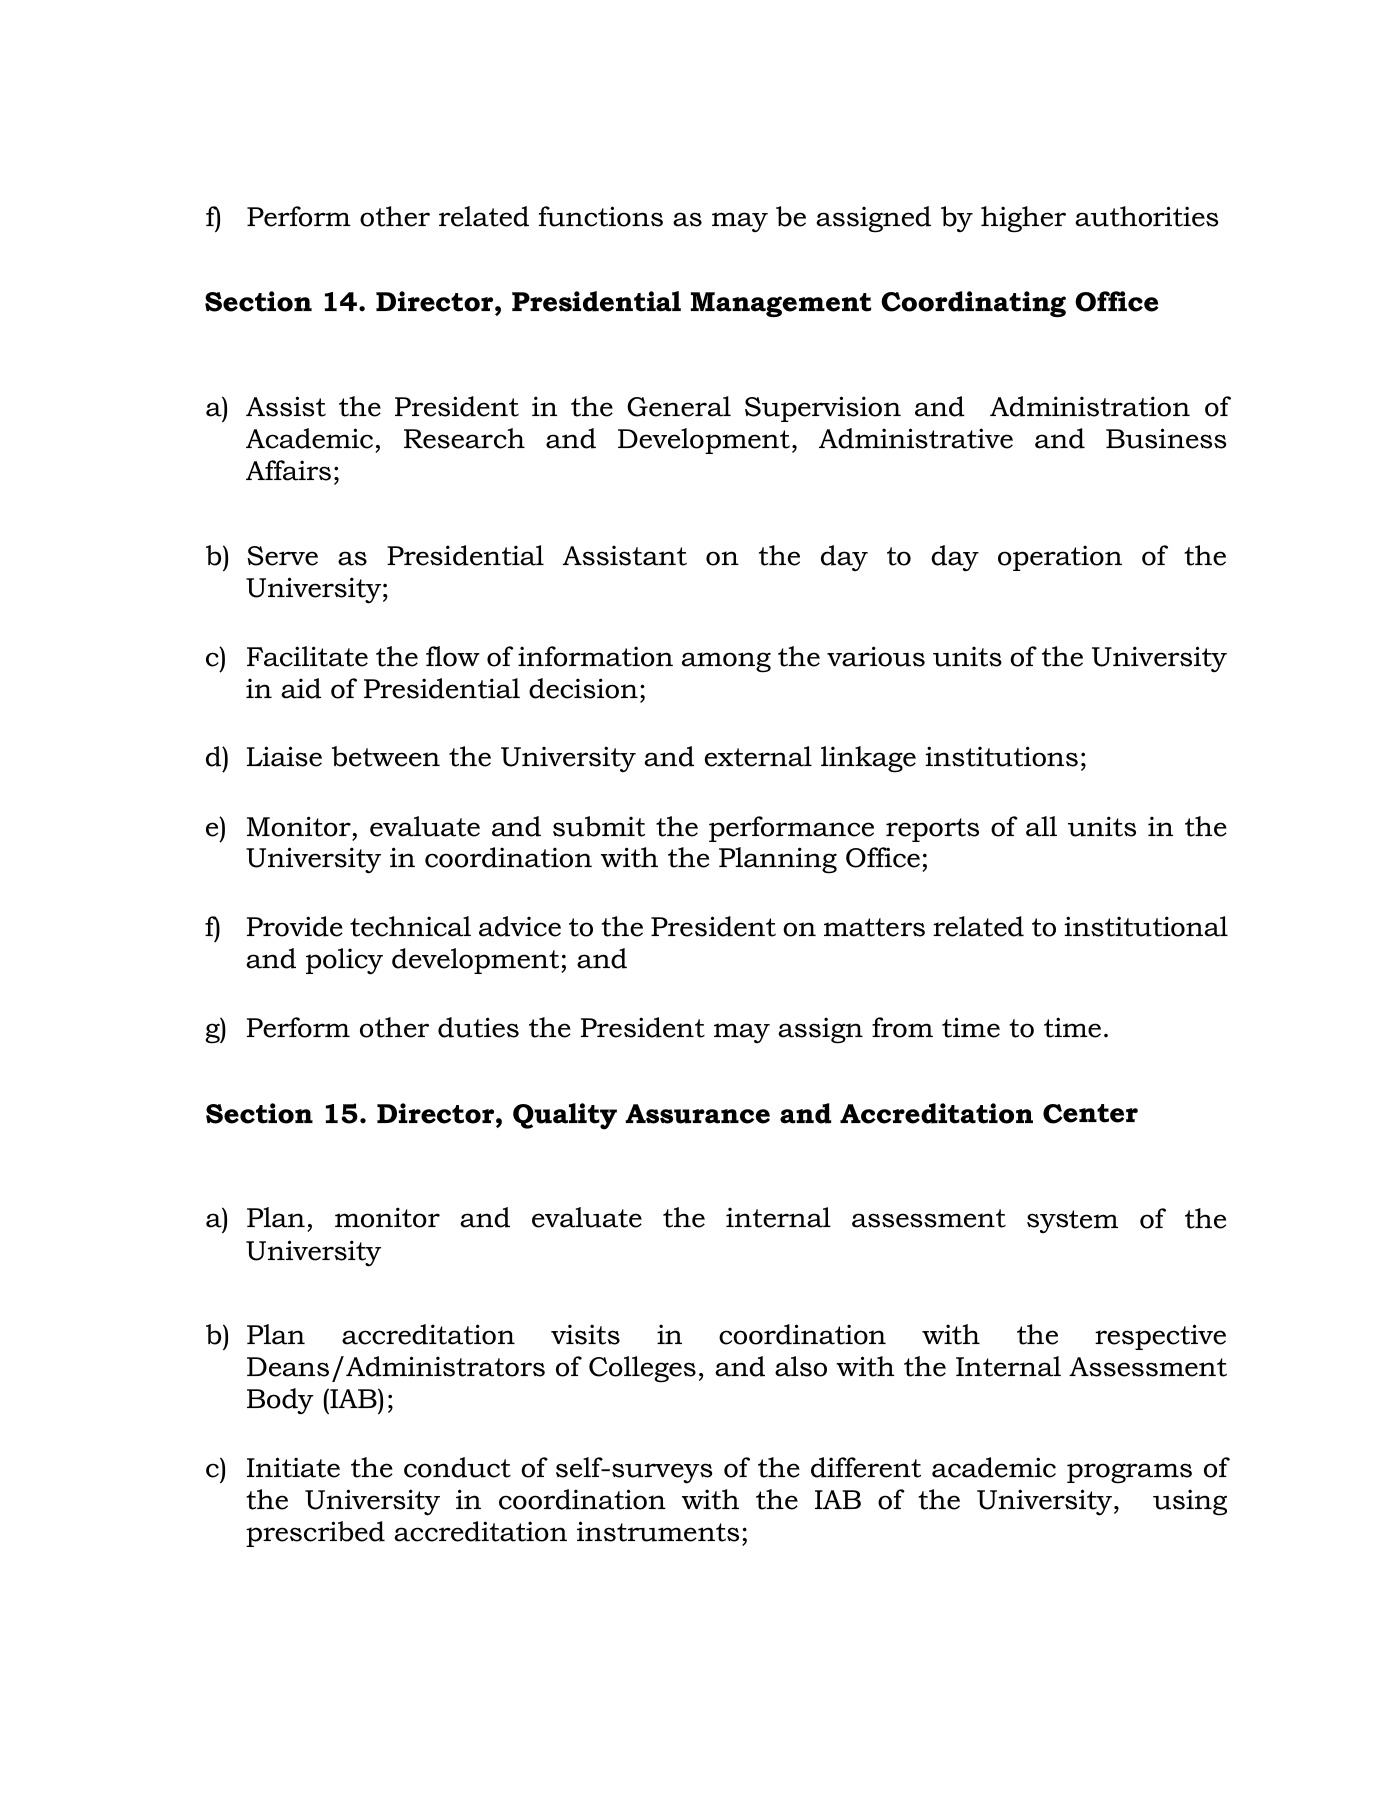 f) Perform other related functions as may be assigned by higher authorities
Section 14. Director, Presidential Management Coordinating Office
a) Assist the President in the General Supervision and Administration of
Academic, Research and Development, Administrative and Business
Affairs;
b) Serve as Presidential Assistant on the day to day operation of the
University;
c) Facilitate the flow of information among the various units of the University
in aid of Presidential decision;
d) Liaise between the University and external linkage institutions;
e) Monitor, evaluate and submit the performance reports of all units in the
University in coordination with the Planning Office;
f) Provide technical advice to the President on matters related to institutional
and policy development; and
g) Perform other duties the President may assign from time to time.
Section 15. Director, Quality Assurance and Accreditation Center
a) Plan, monitor and evaluate the internal assessment system of the
University
b) Plan accreditation visits in coordination with the respective
Deans/Administrators of Colleges, and also with the Internal Assessment
Body (IAB);
c) Initiate the conduct of self-surveys of the different academic programs of
the University in coordination with the IAB of the University, using
prescribed accreditation instruments;